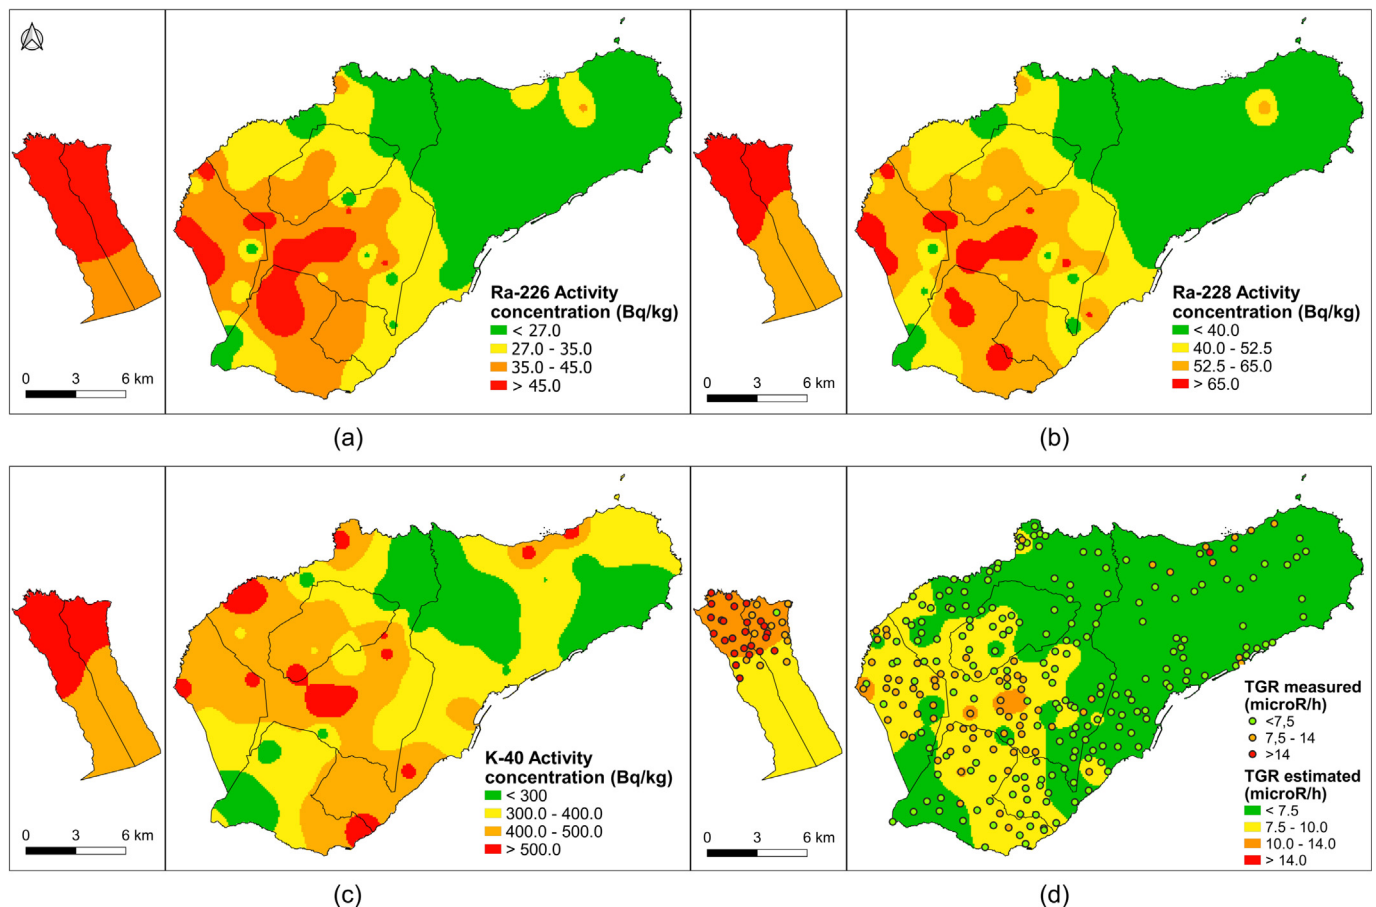 Ra-226 Activity
concentration (Bq/kg)
< 27.0
27.0 - 35.0
35.0 - 45.0
> 45.0
0 3 6 km
(a)
Ra-228 Activity
concentration (Bq/kg)
< 40.0
40.0 - 52.5
52.5 - 65.0
> 65.0
0 3 6 km
(b)
K-40 Activity
concentration (Bq/kg)
< 300
300.0 - 400.0
400.0 - 500.0
> 500.0
0 3 6 km
(c)
TGR measured
(microR/h)
<7,5
7,5 - 14
>14
TGR estimated
(microR/h)
< 7.5
7.5 - 10.0
10.0 - 14.0
> 14.0
0 3 6 km
(d)